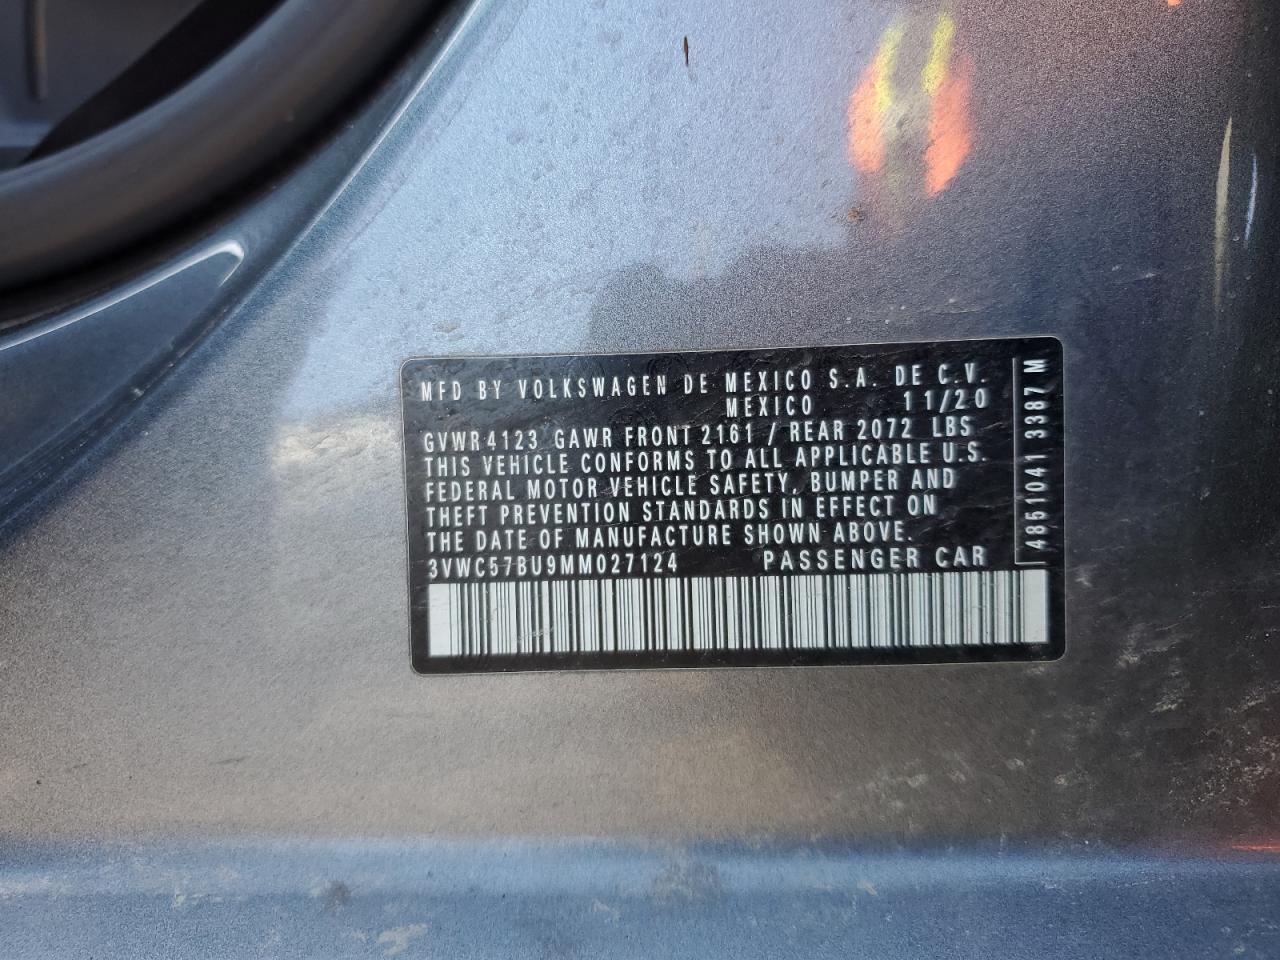 MFD BY VOLKSWAGEN DE MEXICO S.A. DE C.V.
MEXICO 11/20
GVWR 4123 GAWR FRONT 2161 / REAR 2072 LBS
THIS VEHICLE CONFORMS TO ALL APPLICABLE U.S.
FEDERAL MOTOR VEHICLE SAFETY, BUMPER AND
THEFT PREVENTION STANDARDS IN EFFECT ON
THE DATE OF MANUFACTURE SHOWN ABOVE.
3VWC57BU9MM027124 PASSENGER CAR
4851041 3387 M